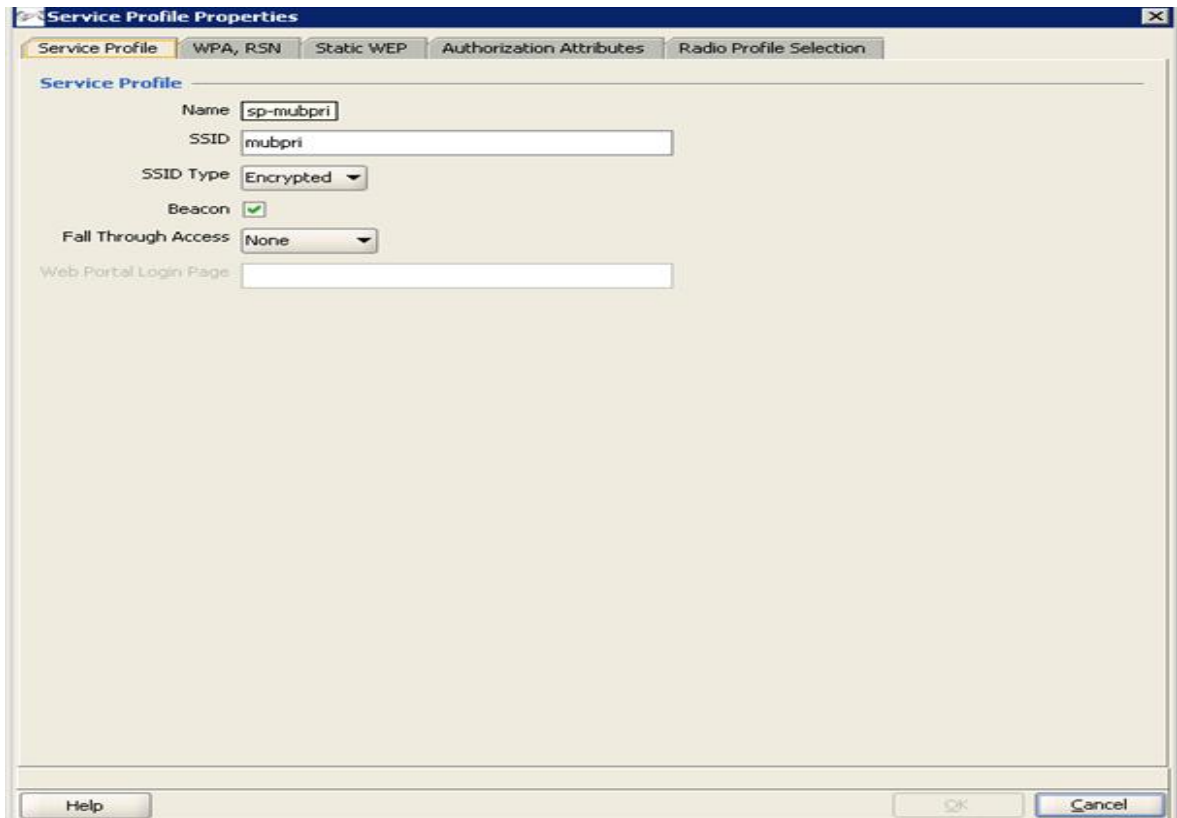 Service Profile Properties
Service Profile WPA, RSN Static WEP Authorization Attributes Radio Profile Selection
Service Profile
Name sp-mubpri
SSID mubpri
SSID Type Encrypted
Beacon
Fall Through Access None
Web Portal Login Page
Help OK Cancel